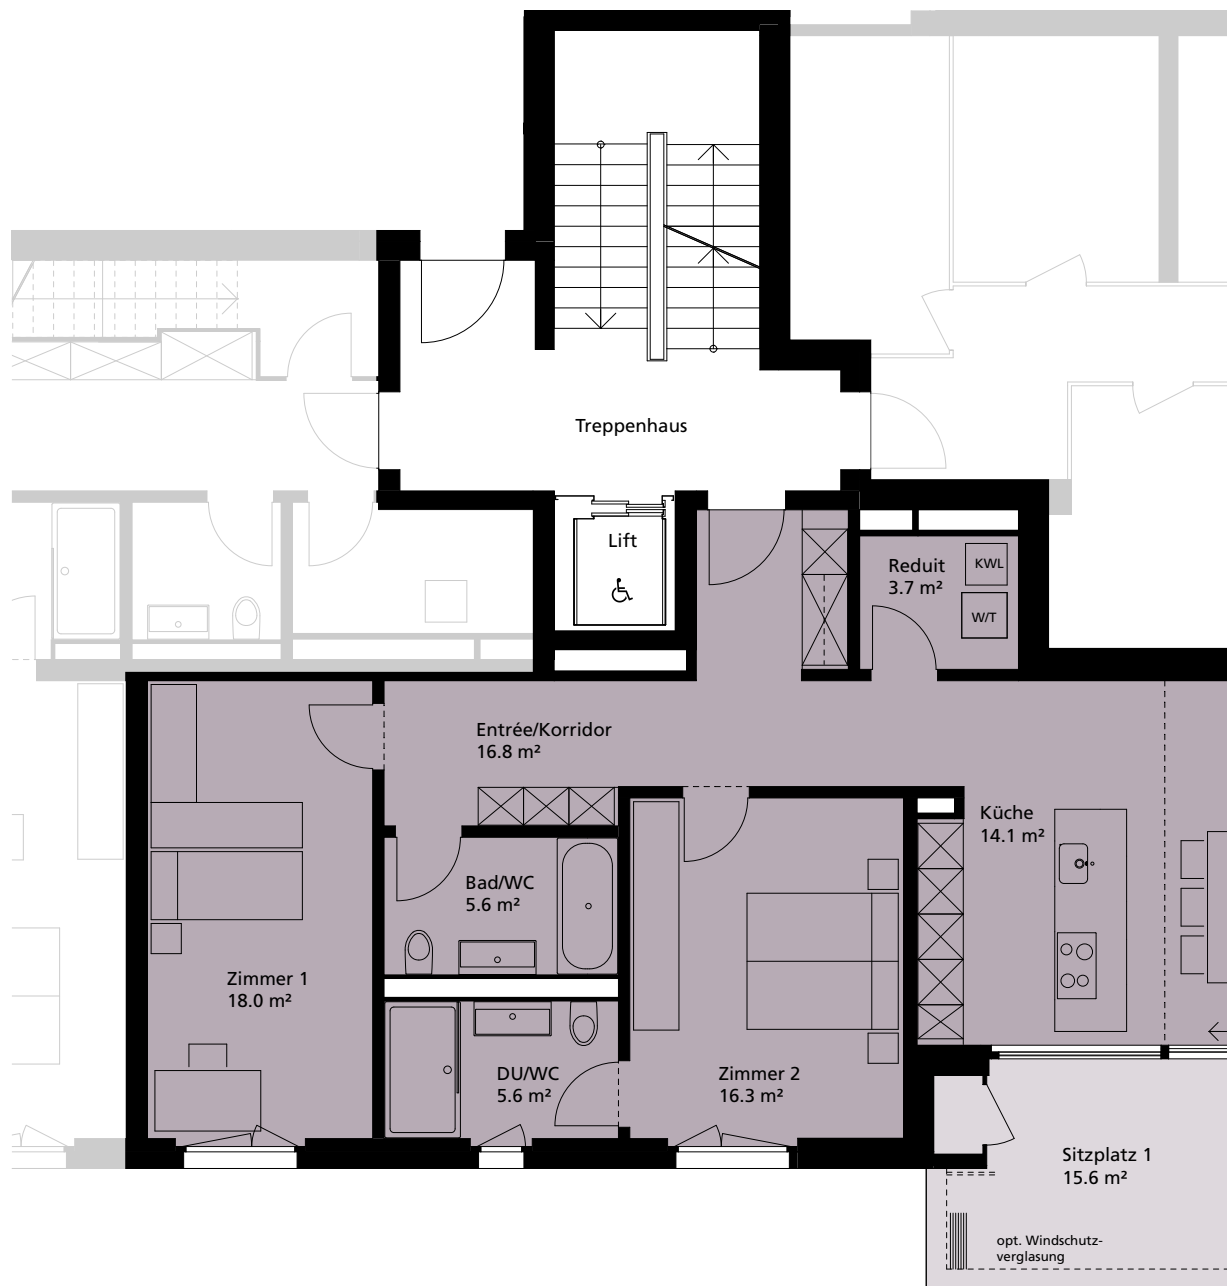 Treppenhaus
Lift
Reduit
3.7 m²
KWL
W/T
Entrée/Korridor
16.8 m²
Küche
14.1 m²
Bad/WC
5.6 m²
Zimmer 1
18.0 m²
DU/WC
5.6 m²
Zimmer 2
16.3 m²
Sitzplatz 1
15.6 m²
opt. Windschutz-
verglasung